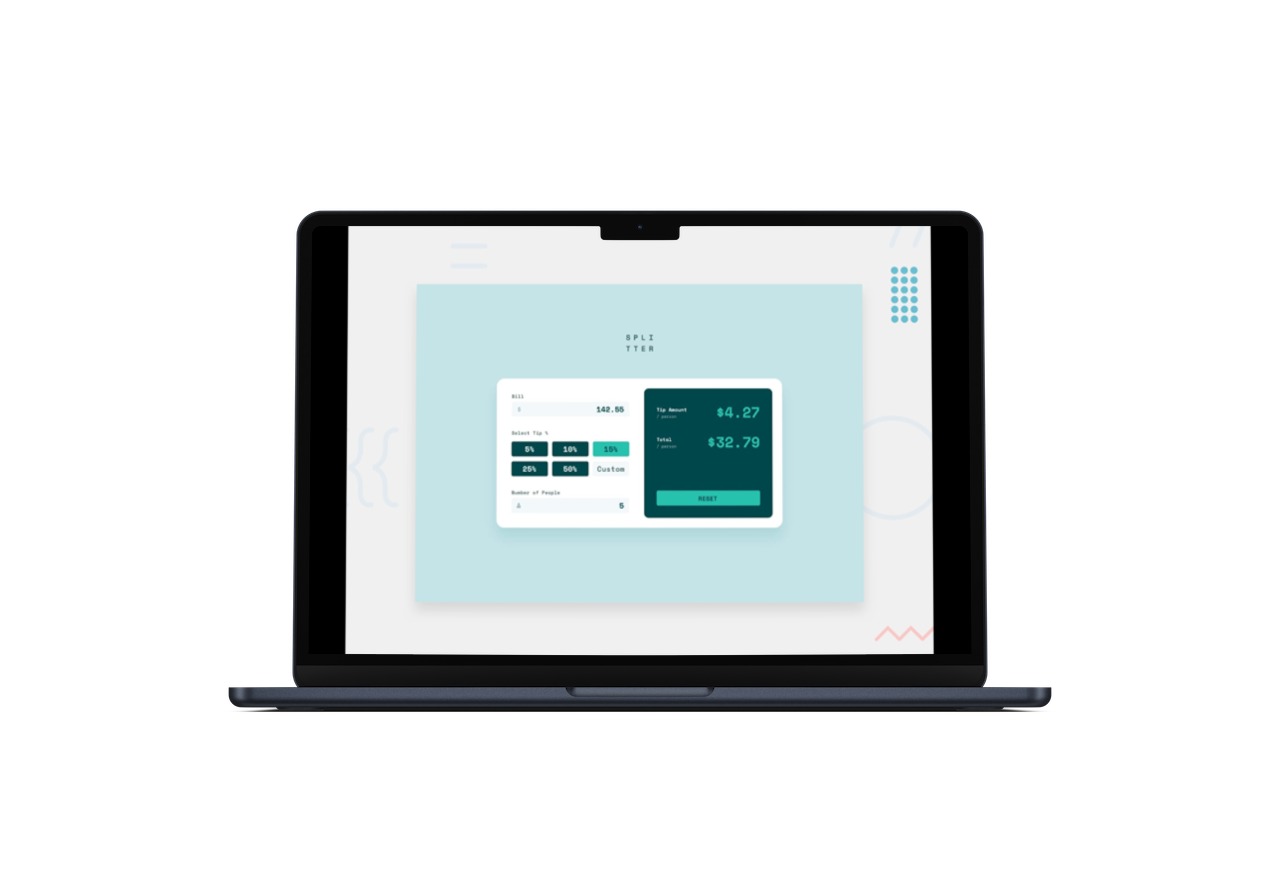 SPLI
TTER
Bill
$ 142.55
Select Tip %
5% 10% 15%
25% 50% Custom
Number of People
5
Tip Amount $4.27
/ person
Total $32.79
/ person
RESET